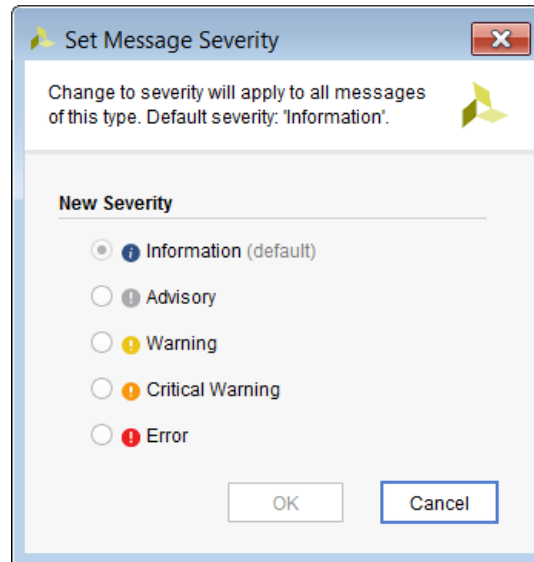 Set Message Severity
Change to severity will apply to all messages
of this type. Default severity: 'Information'.
New Severity
Information (default)
Advisory
Warning
Critical Warning
Error
OK
Cancel